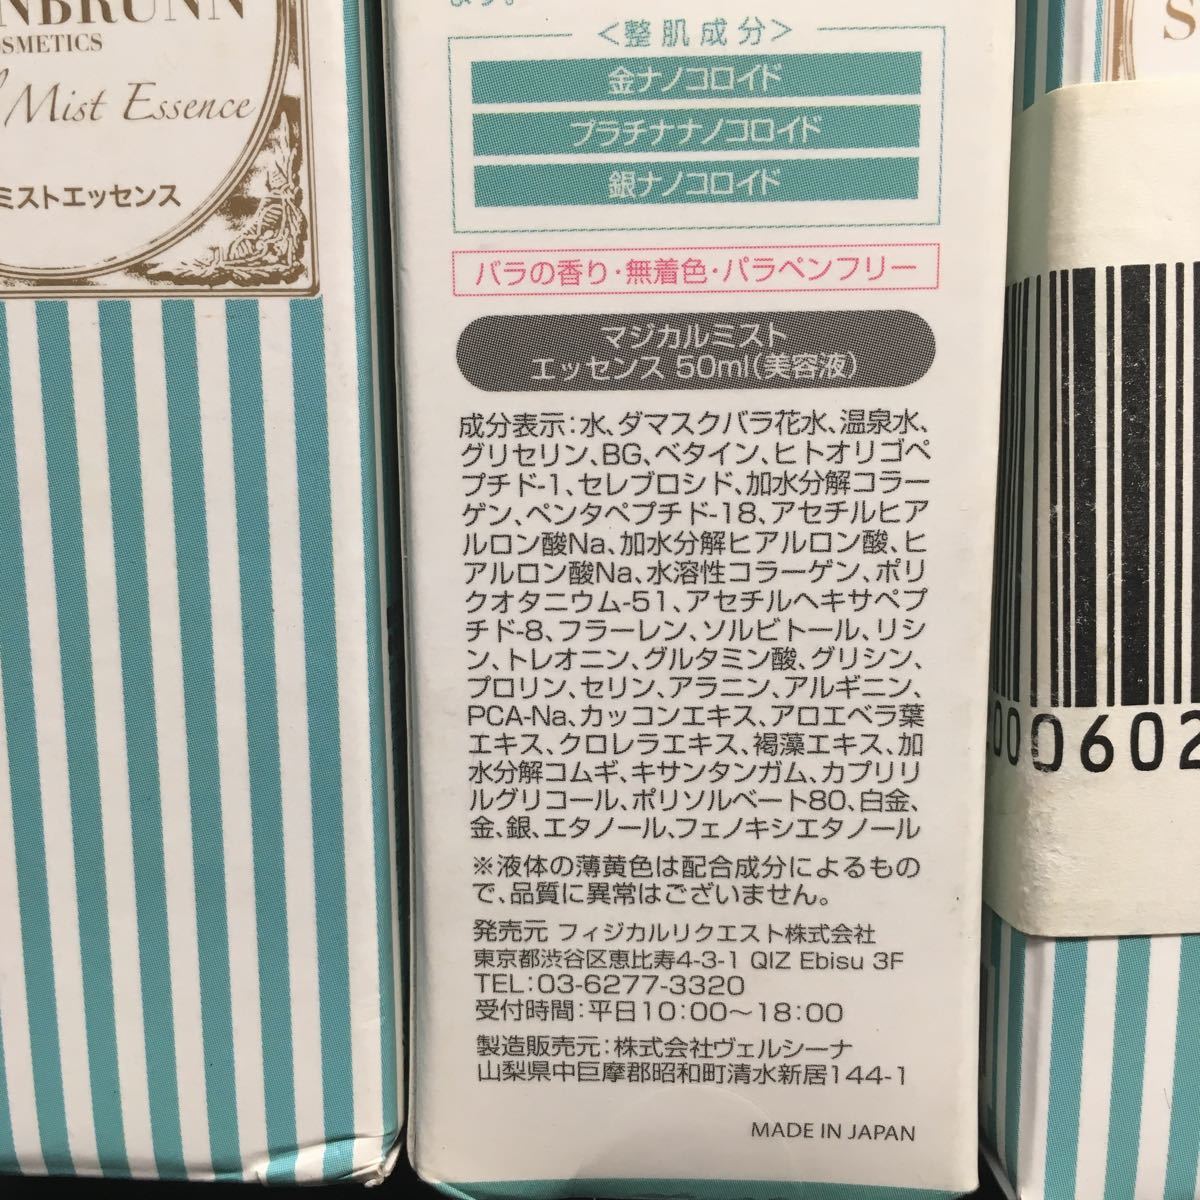 NBRUNN
OSMETICS
Mist Essence
ミストエッセンス
ます。
＜整肌成分＞
金ナノコロイド
プラチナナノコロイド
銀ナノコロイド
バラの香り・無着色・パラペンフリー
マジカルミスト
エッセンス 50ml(美容液)
成分表示:水、ダマスクバラ花水、温泉水、
グリセリン、BG、ベタイン、ヒトオリゴペ
プチド-1、セレブロシド、加水分解コラー
ゲン、ペンタペプチド-18、アセチルヒア
ルロン酸Na、加水分解ヒアルロン酸、ヒ
アルロン酸Na、水溶性コラーゲン、ポリ
クオタニウム-51、アセチルヘキサペプ
チド-8、フラーレン、ソルビトール、リシ
ン、トレオニン、グルタミン酸、グリシン、
プロリン、セリン、アラニン、アルギニン、
PCA-Na、カッコンエキス、アロエベラ葉
エキス、クロレラエキス、褐藻エキス、加
水分解コムギ、キサンタンガム、カプリリ
ルグリコール、ポリソルベート80、白金、
金、銀、エタノール、フェノキシエタノール
※液体の薄黄色は配合成分によるもの
で、品質に異常はございません。
発売元 フィジカルリクエスト株式会社
東京都渋谷区恵比寿4-3-1 QIZ Ebisu 3F
TEL:03-6277-3320
受付時間:平日10:00〜18:00
製造販売元:株式会社ヴェルシーナ
山梨県中巨摩郡昭和町清水新居144-1
MADE IN JAPAN
S
000602